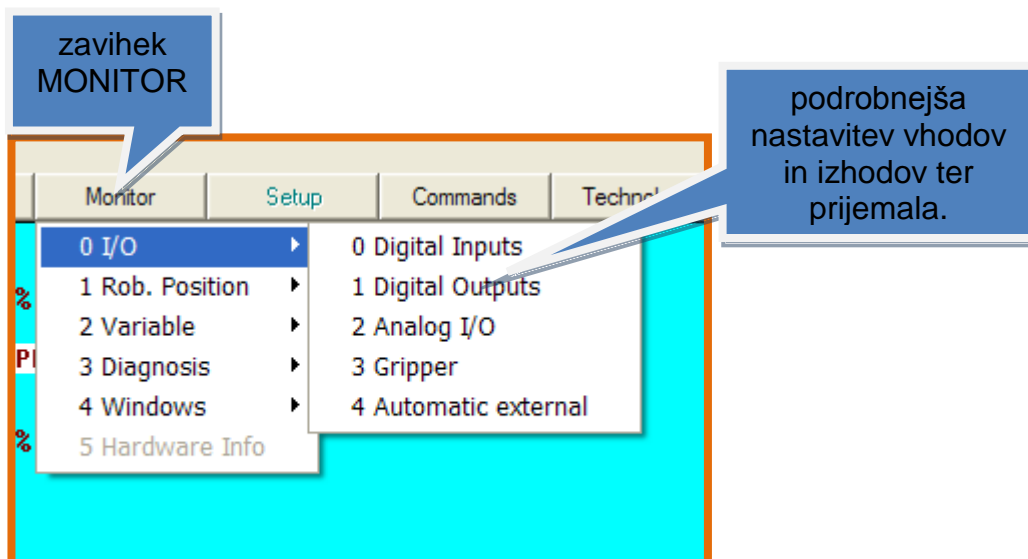 zavihek
MONITOR
podrobnejša
nastavitev vhodov
in izhodov ter
prijemala.
Monitor
Setup
Commands
0 I/O
1 Rob. Position
2 Variable
3 Diagnosis
4 Windows
5 Hardware Info
0 Digital Inputs
1 Digital Outputs
2 Analog I/O
3 Gripper
4 Automatic external
%
%